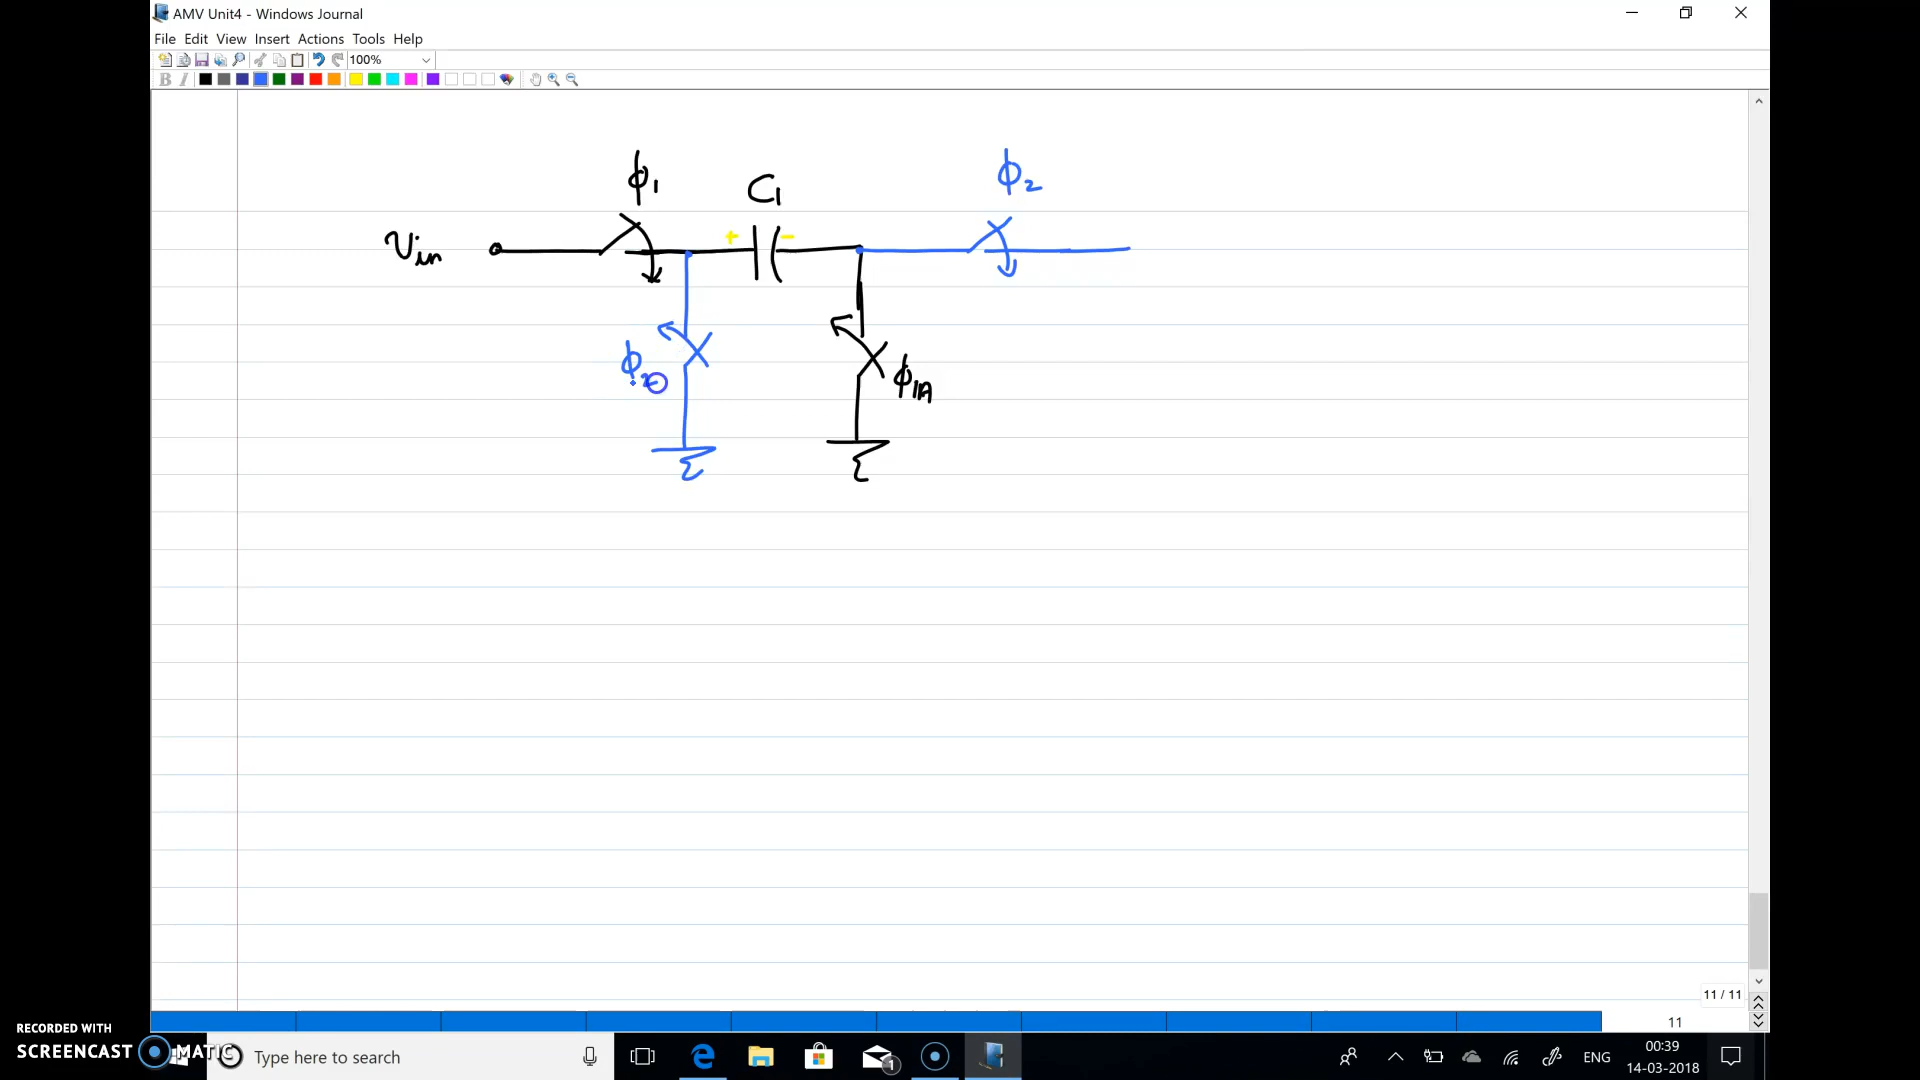 AMV Unit4 - Windows Journal
File Edit View Insert Actions Tools Help
100%
B I
ϕ1 C1 ϕ2
Vin + -
ϕ2
ϕ1A
11 / 11
11
RECORDED WITH
SCREENCAST MATIC
Type here to search
1
ENG
00:39
14-03-2018